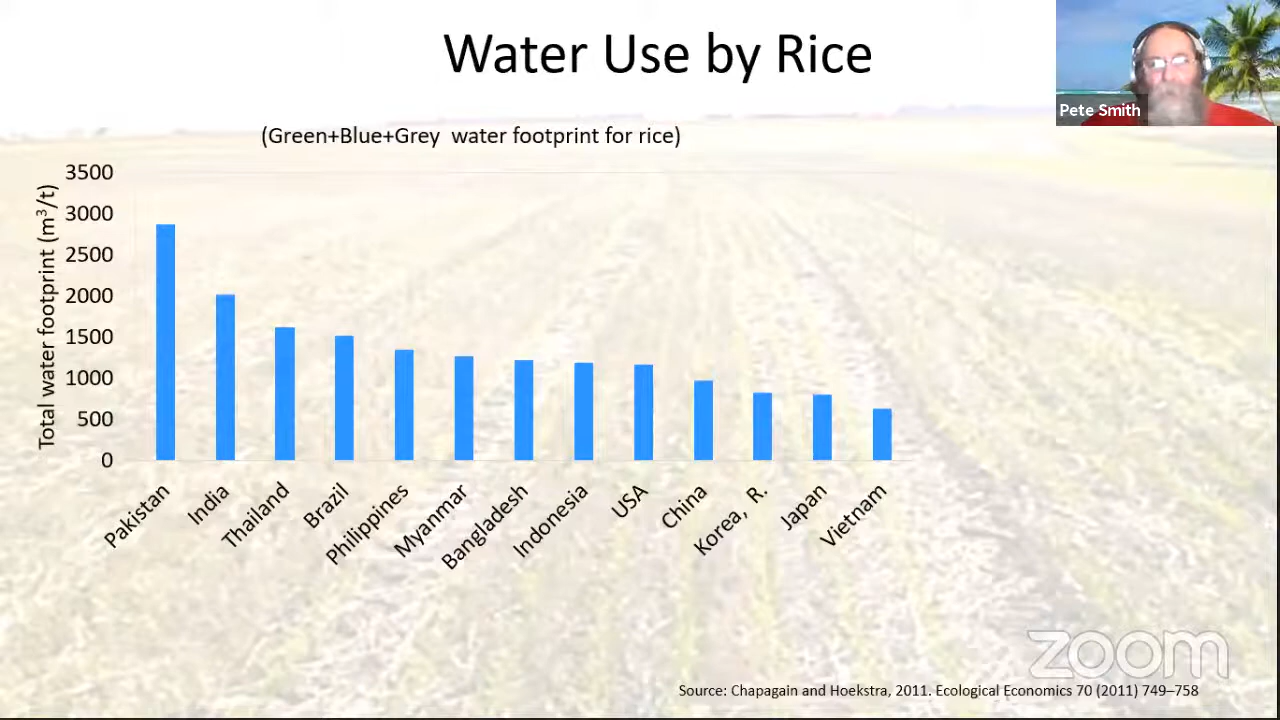 Water Use by Rice
Pete Smith
(Green+Blue+Grey water footprint for rice)
Total water footprint (m³/t)
3500
3000
2500
2000
1500
1000
500
0
Pakistan
India
Thailand
Brazil
Philippines
Myanmar
Bangladesh
Indonesia
USA
China
Korea, R.
Japan
Vietnam
zoom
Source: Chapagain and Hoekstra, 2011. Ecological Economics 70 (2011) 749–758